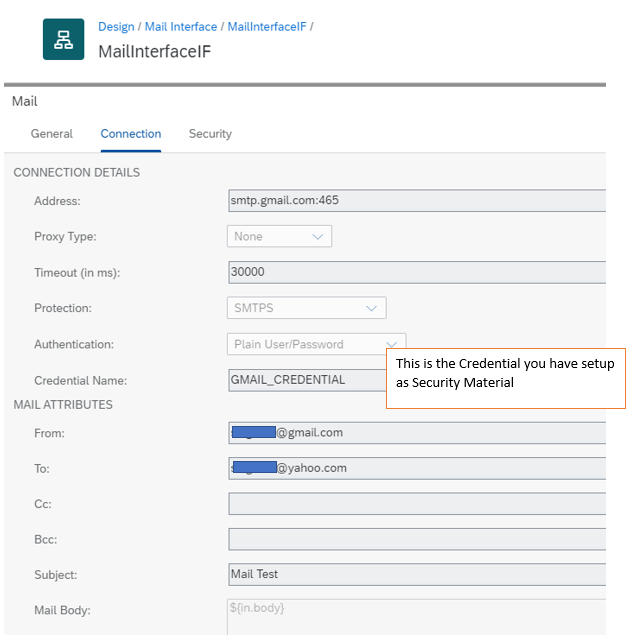 Design / Mail Interface / MailInterfaceIF /
MailInterfaceIF
Mail
General Connection Security
CONNECTION DETAILS
Address: smtp.gmail.com:465
Proxy Type: None
Timeout (in ms): 30000
Protection: SMTPS
Authentication: Plain User/Password
Credential Name: GMAIL_CREDENTIAL
This is the Credential you have setup
as Security Material
MAIL ATTRIBUTES
From: @gmail.com
To: @yahoo.com
Cc:
Bcc:
Subject: Mail Test
Mail Body: ${in.body}